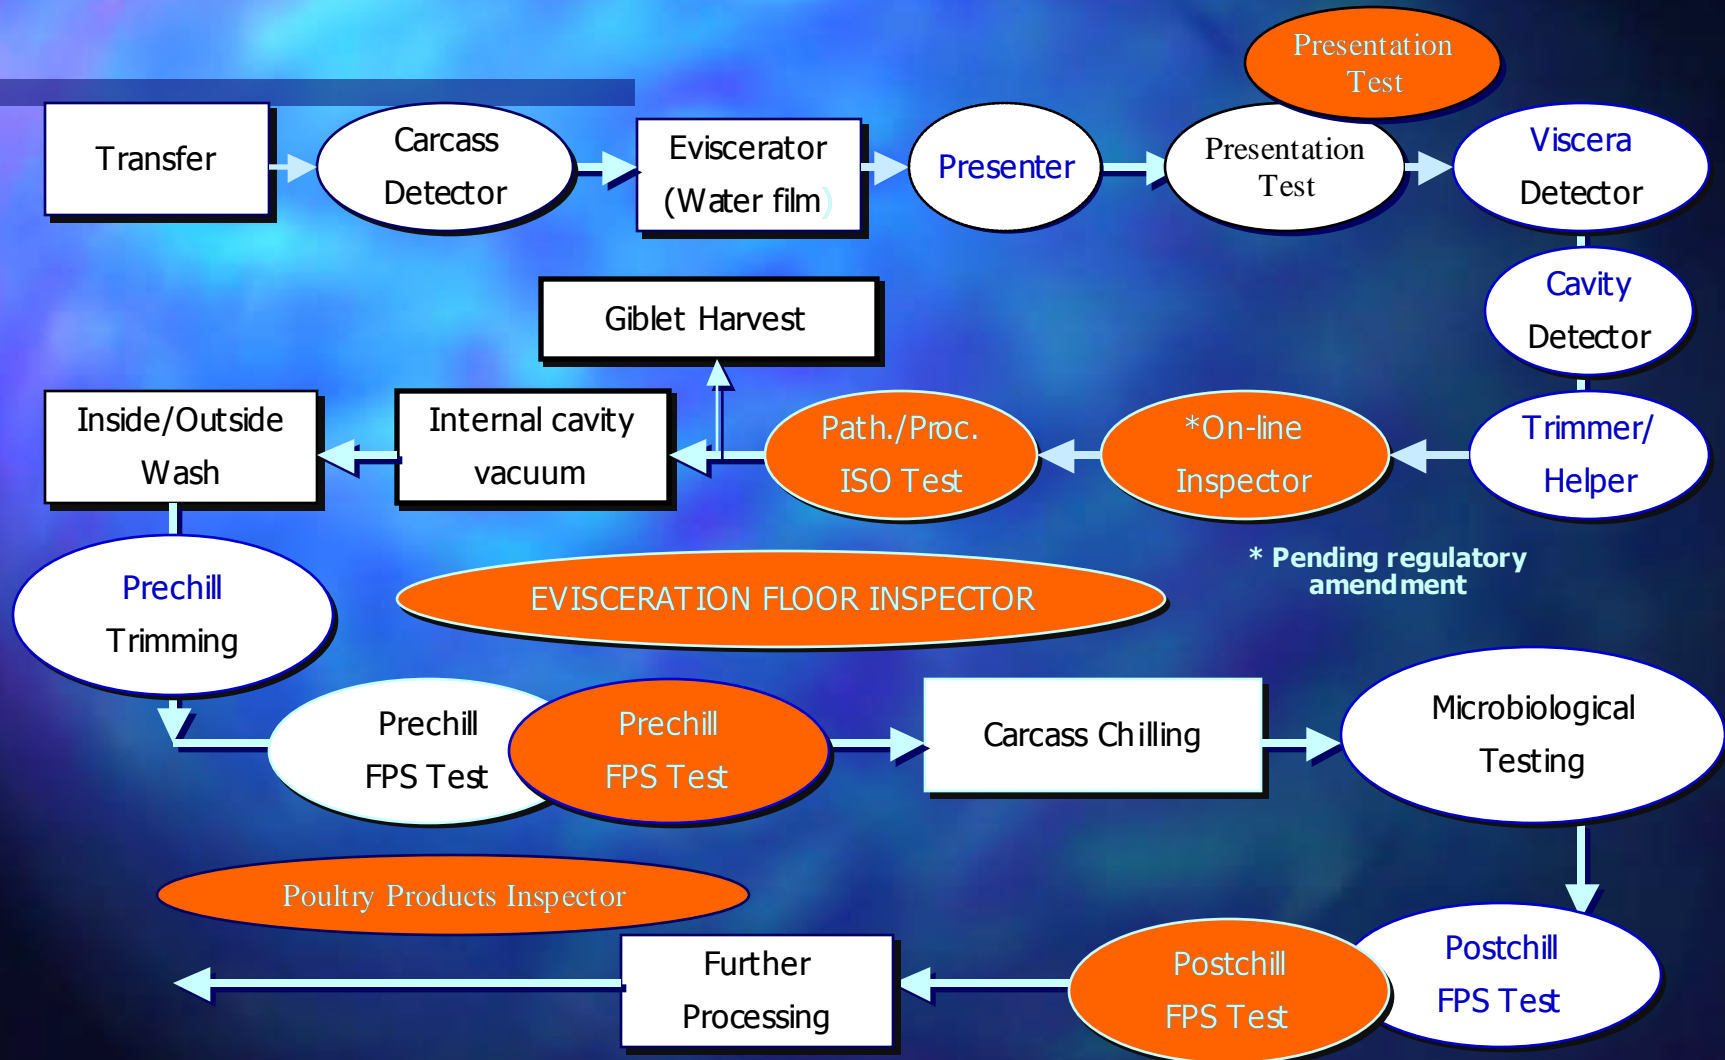 Presentation
Test
Transfer
Carcass
Detector
Eviscerator
(Water film)
Presenter
Presentation
Test
Viscera
Detector
Cavity
Detector
Giblet Harvest
Inside/Outside
Wash
Internal cavity
vacuum
Path./Proc.
ISO Test
*On-line
Inspector
Trimmer/
Helper
* Pending regulatory
amendment
Prechill
Trimming
EVISCERATION FLOOR INSPECTOR
Prechill
FPS Test
Prechill
FPS Test
Carcass Chilling
Microbiological
Testing
Poultry Products Inspector
Further
Processing
Postchill
FPS Test
Postchill
FPS Test